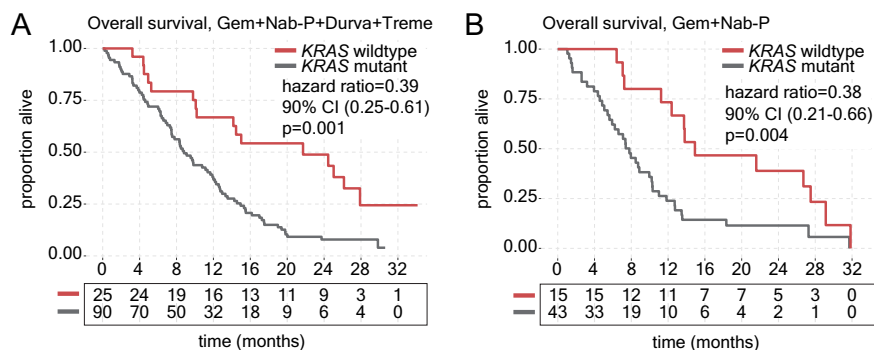 A
Overall survival, Gem+Nab-P+Durva+Treme
KRAS wildtype
KRAS mutant
hazard ratio=0.39
90% CI (0.25-0.61)
p=0.001
proportion alive
1.00
0.75
0.50
0.25
0.00
0 4 8 12 16 20 24 28 32
25 24 19 16 13 11 9 3 1
90 70 50 32 18 9 6 4 0
time (months)
B
Overall survival, Gem+Nab-P
KRAS wildtype
KRAS mutant
hazard ratio=0.38
90% CI (0.21-0.66)
p=0.004
proportion alive
1.00
0.75
0.50
0.25
0.00
0 4 8 12 16 20 24 28 32
15 15 12 11 7 7 5 3 0
43 33 19 10 6 4 2 1 0
time (months)